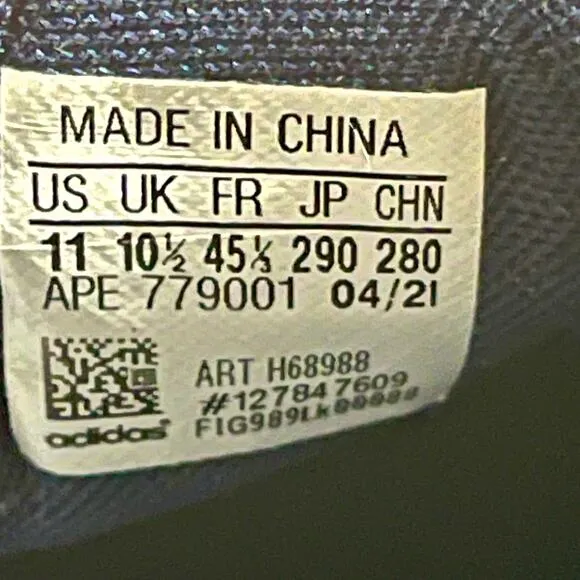 MADE IN CHINA
US UK FR JP CHN
11 10½ 45⅓ 290 280
APE 779001 04/21
ART H68988
#127847609
adidas